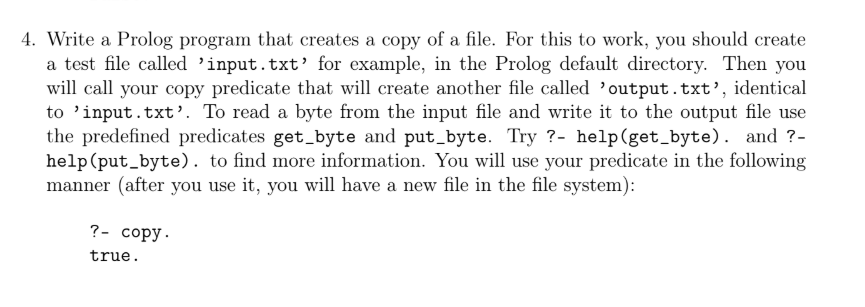 4. Write a Prolog program that creates a copy of a file. For this to work, you should create
a test file called ’input.txt’ for example, in the Prolog default directory. Then you
will call your copy predicate that will create another file called ’output.txt’, identical
to ’input.txt’. To read a byte from the input file and write it to the output file use
the predefined predicates get_byte and put_byte. Try ?- help(get_byte). and ?-
help(put_byte). to find more information. You will use your predicate in the following
manner (after you use it, you will have a new file in the file system):
?- copy.
true.